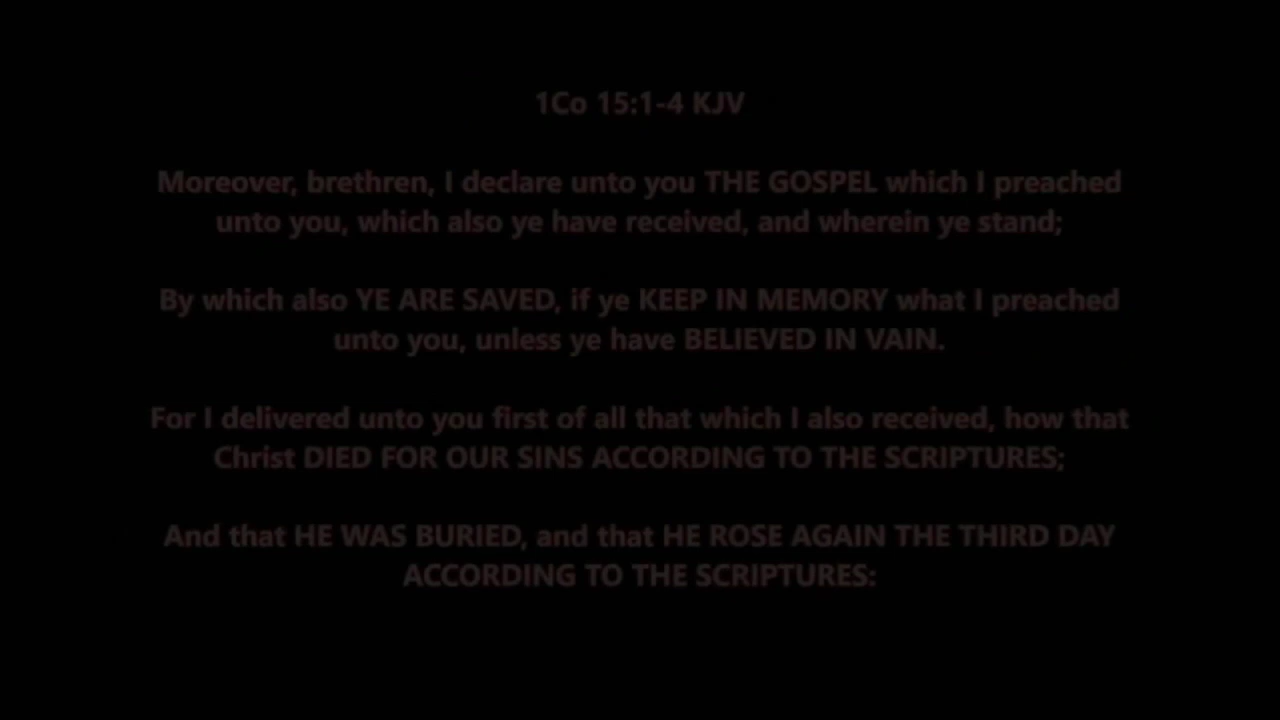 1Co 15:1-4 KJV
Moreover, brethren, I declare unto you THE GOSPEL which I preached
unto you, which also ye have received, and wherein ye stand;
By which also YE ARE SAVED, if ye KEEP IN MEMORY what I preached
unto you, unless ye have BELIEVED IN VAIN.
For I delivered unto you first of all that which I also received, how that
Christ DIED FOR OUR SINS ACCORDING TO THE SCRIPTURES;
And that HE WAS BURIED, and that HE ROSE AGAIN THE THIRD DAY
ACCORDING TO THE SCRIPTURES: